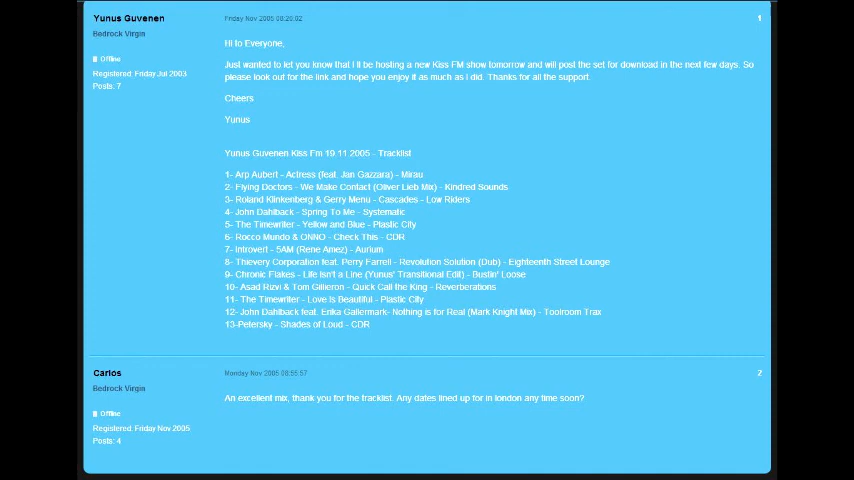 Yunus Guvenen
Friday Nov 2005 08:20:02
1
Bedrock Virgin
Offline
Registered: Friday Jul 2003
Posts: 7
Hi to Everyone,
Just wanted to let you know that I ll be hosting a new Kiss FM show tomorrow and will post the set for download in the next few days. So
please look out for the link and hope you enjoy it as much as I did. Thanks for all the support.
Cheers
Yunus
Yunus Guvenen Kiss Fm 19.11.2005 - Tracklist
1- Arp Aubert - Actress (feat. Jan Gazzara) - Mirau
2- Flying Doctors - We Make Contact (Oliver Lieb Mix) - Kindred Sounds
3- Roland Klinkenberg & Gerry Menu - Cascades - Low Riders
4- John Dahlback - Spring To Me - Systematic
5- The Timewriter - Yellow and Blue - Plastic City
6- Rocco Mundo & ONNO - Check This - CDR
7- Introvert - 5AM (Rene Amez) - Aurium
8- Thievery Corporation feat. Perry Farrell - Revolution Solution (Dub) - Eighteenth Street Lounge
9- Chronic Flakes - Life Isn't a Line (Yunus' Transitional Edit) - Bustin' Loose
10- Asad Rizvi & Tom Gillieron - Quick Call the King - Reverberations
11- The Timewriter - Love Is Beautiful - Plastic City
12- John Dahlback feat. Erika Gallermark- Nothing is for Real (Mark Knight Mix) - Toolroom Trax
13-Petersky - Shades of Loud - CDR
Carlos
Monday Nov 2005 08:55:57
2
Bedrock Virgin
Offline
Registered: Friday Nov 2005
Posts: 4
An excellent mix, thank you for the tracklist. Any dates lined up for in london any time soon?